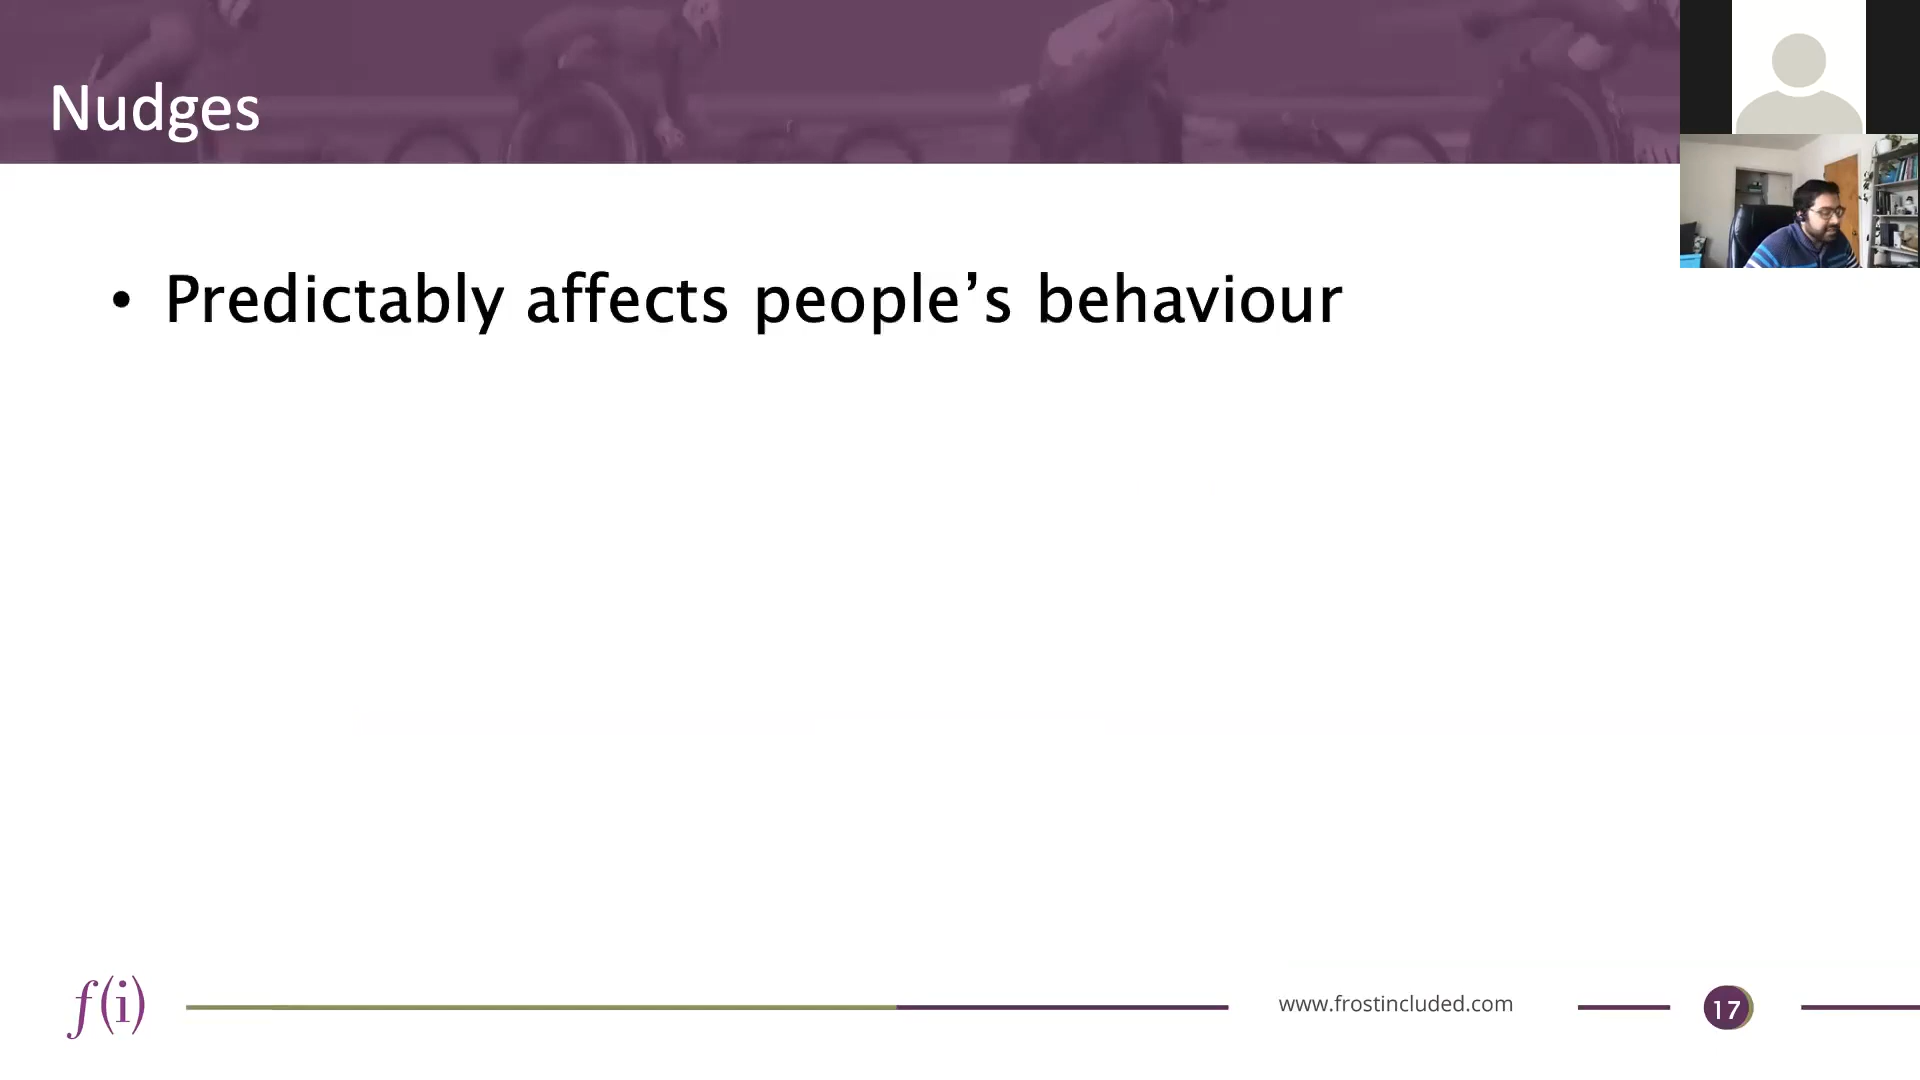 Nudges
• Predictably affects people’s behaviour
f(i)
www.frostincluded.com
17